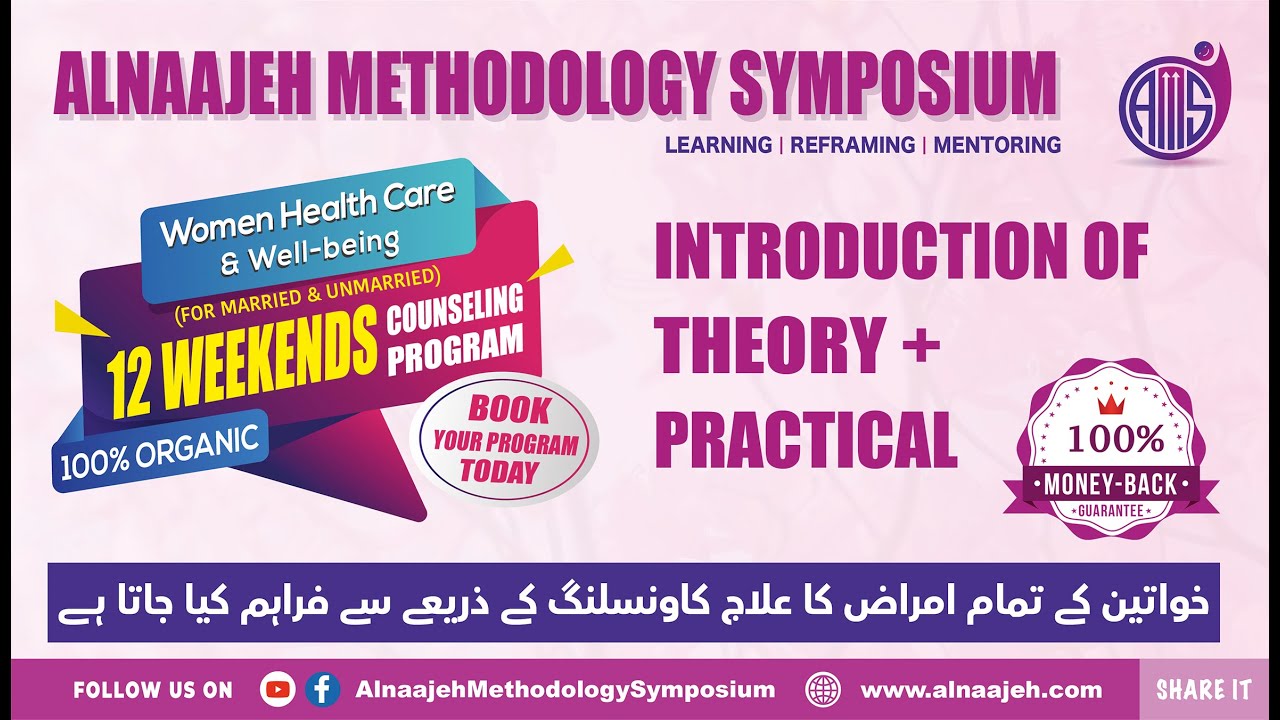 ALNAAJEH METHODOLOGY SYMPOSIUM
LEARNING | REFRAMING | MENTORING
AMS
Women Health Care
& Well-being
(FOR MARRIED & UNMARRIED)
12 WEEKENDS COUNSELING PROGRAM
100% ORGANIC
BOOK
YOUR PROGRAM
TODAY
INTRODUCTION OF
THEORY +
PRACTICAL
100%
MONEY-BACK
GUARANTEE
خواتین کے تمام امراض کا علاج کاونسلنگ کے ذریعے سے فراہم کیا جاتا ہے
FOLLOW US ON AlnaajehMethodologySymposium www.alnaajeh.com SHARE IT